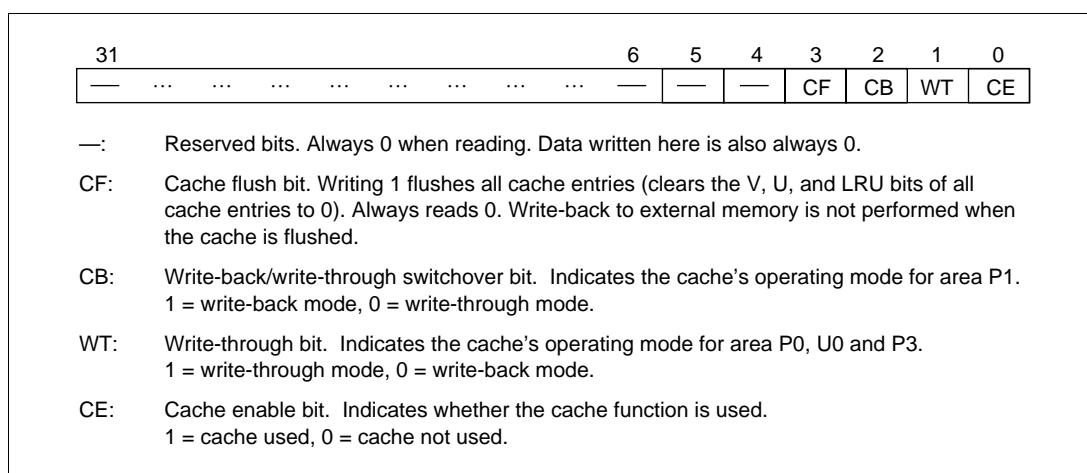 31 6 5 4 3 2 1 0
— … … … … … … … … — — — CF CB WT CE
—: Reserved bits. Always 0 when reading. Data written here is also always 0.
CF: Cache flush bit. Writing 1 flushes all cache entries (clears the V, U, and LRU bits of all
cache entries to 0). Always reads 0. Write-back to external memory is not performed when
the cache is flushed.
CB: Write-back/write-through switchover bit. Indicates the cache's operating mode for area P1.
1 = write-back mode, 0 = write-through mode.
WT: Write-through bit. Indicates the cache's operating mode for area P0, U0 and P3.
1 = write-through mode, 0 = write-back mode.
CE: Cache enable bit. Indicates whether the cache function is used.
1 = cache used, 0 = cache not used.